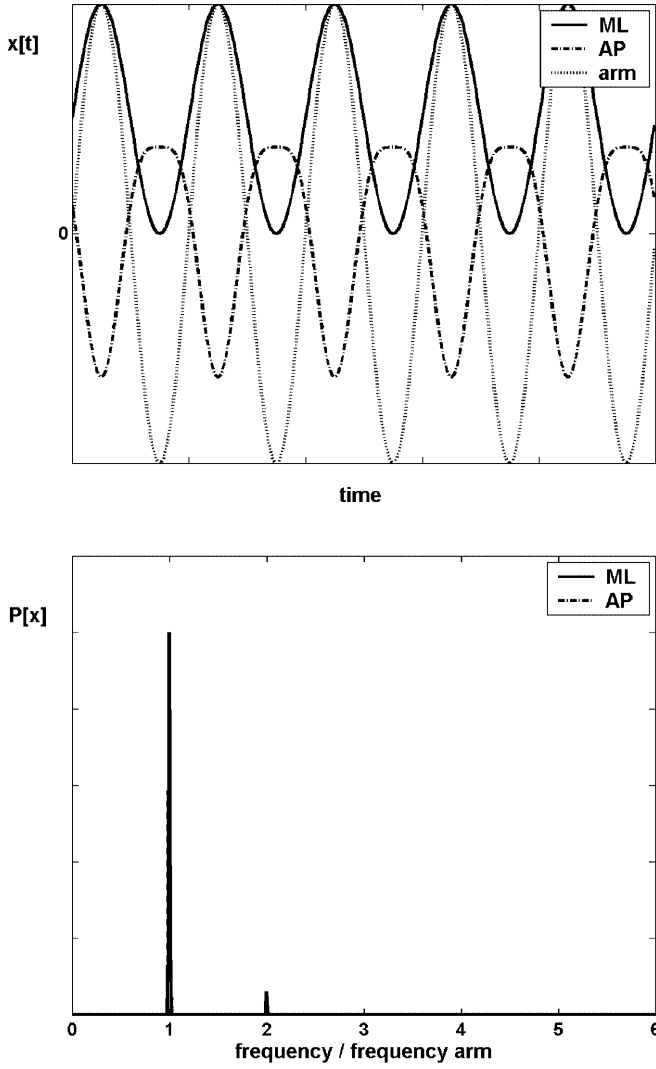 x[t]
ML
AP
arm
0
time
P[x]
ML
AP
0 1 2 3 4 5 6
frequency / frequency arm